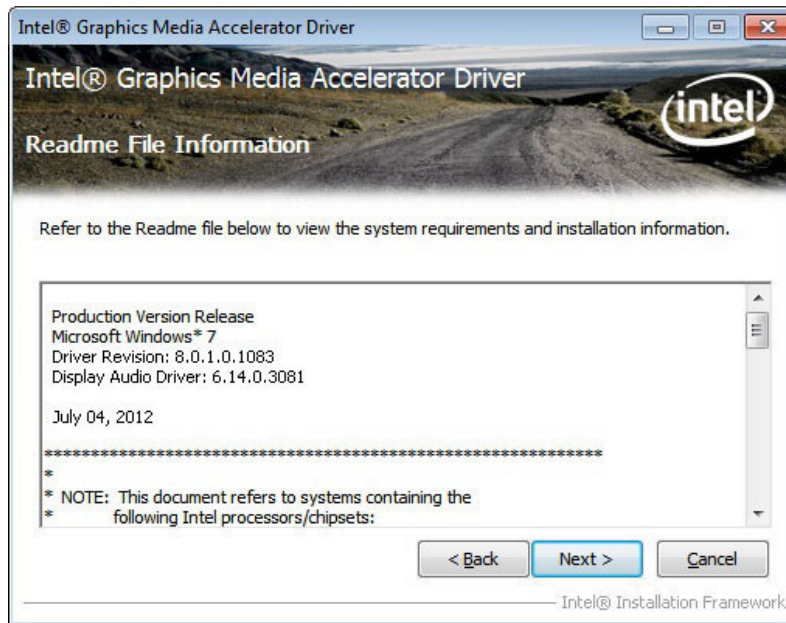 Intel® Graphics Media Accelerator Driver
Intel® Graphics Media Accelerator Driver
intel
Readme File Information
Refer to the Readme file below to view the system requirements and installation information.
Production Version Release
Microsoft Windows* 7
Driver Revision: 8.0.1.0.1083
Display Audio Driver: 6.14.0.3081
July 04, 2012
************************************************************
*
* NOTE: This document refers to systems containing the
* following Intel processors/chipsets:
< Back Next > Cancel
Intel® Installation Framework